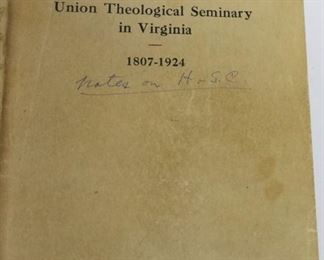 Union Theological Seminary
in Virginia
1807-1924
Notes on H-S.C.